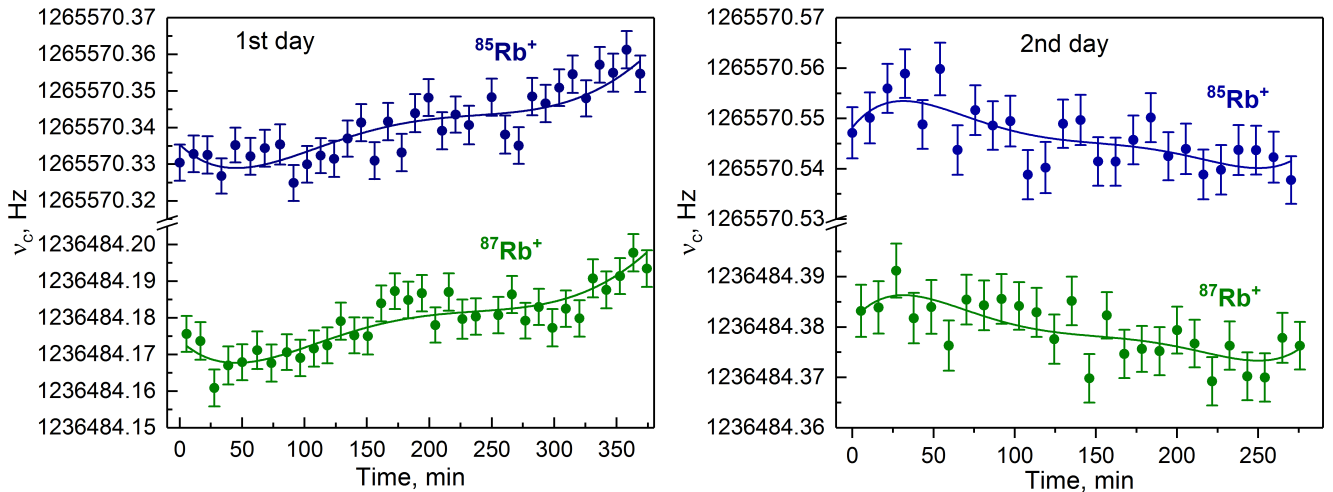 1st day
⁸⁵Rb⁺
1265570.37
1265570.36
1265570.35
1265570.34
1265570.33
1265570.32
νc, Hz
⁸⁷Rb⁺
1236484.20
1236484.19
1236484.18
1236484.17
1236484.16
1236484.15
0 50 100 150 200 250 300 350
Time, min
2nd day
⁸⁵Rb⁺
1265570.57
1265570.56
1265570.55
1265570.54
1265570.53
νc, Hz
⁸⁷Rb⁺
1236484.39
1236484.38
1236484.37
1236484.36
0 50 100 150 200 250
Time, min